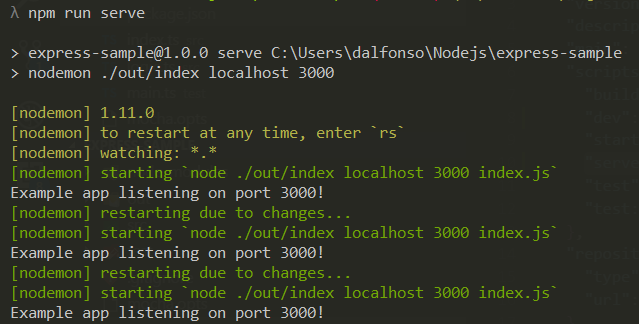 λ npm run serve
> express-sample@1.0.0 serve C:\Users\dalfonso\Nodejs\express-sample
> nodemon ./out/index localhost 3000
[nodemon] 1.11.0
[nodemon] to restart at any time, enter `rs`
[nodemon] watching: *.*
[nodemon] starting `node ./out/index localhost 3000 index.js`
Example app listening on port 3000!
[nodemon] restarting due to changes...
[nodemon] starting `node ./out/index localhost 3000 index.js`
Example app listening on port 3000!
[nodemon] restarting due to changes...
[nodemon] starting `node ./out/index localhost 3000 index.js`
Example app listening on port 3000!